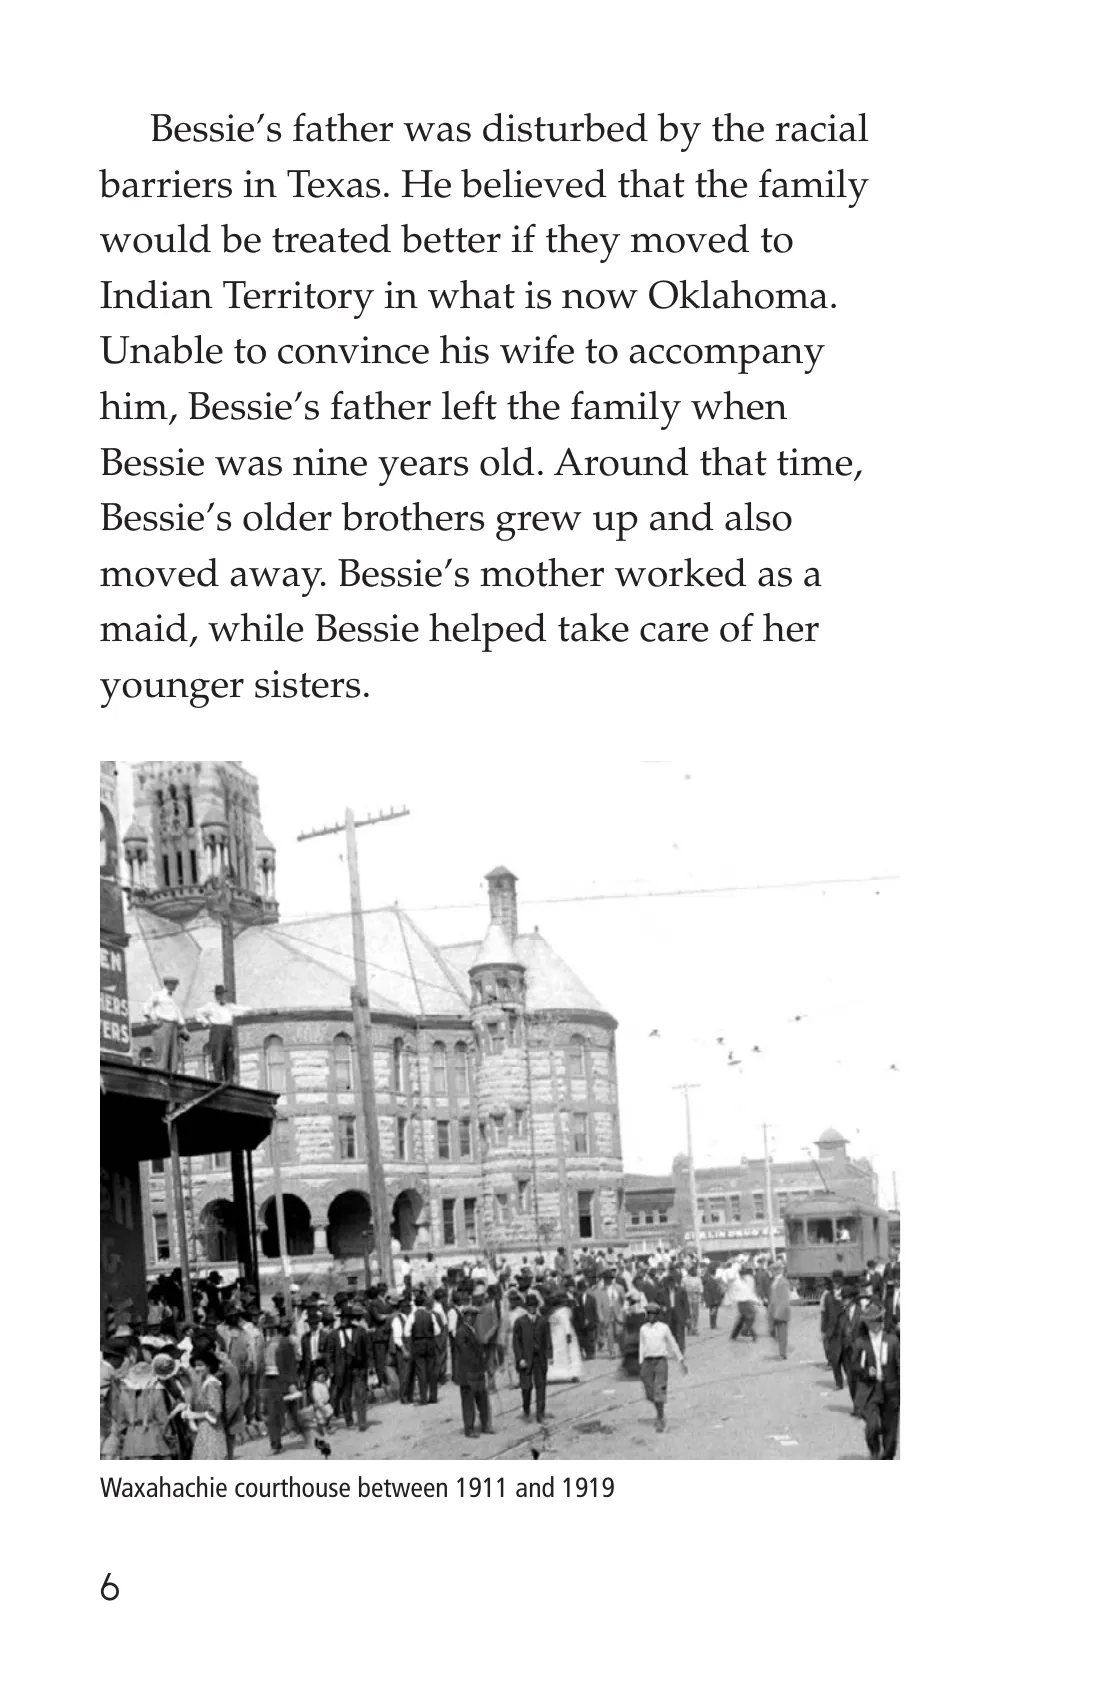 Bessie’s father was disturbed by the racial
barriers in Texas. He believed that the family
would be treated better if they moved to
Indian Territory in what is now Oklahoma.
Unable to convince his wife to accompany
him, Bessie’s father left the family when
Bessie was nine years old. Around that time,
Bessie’s older brothers grew up and also
moved away. Bessie’s mother worked as a
maid, while Bessie helped take care of her
younger sisters.
EN
HERS
TERS
Waxahachie courthouse between 1911 and 1919
6